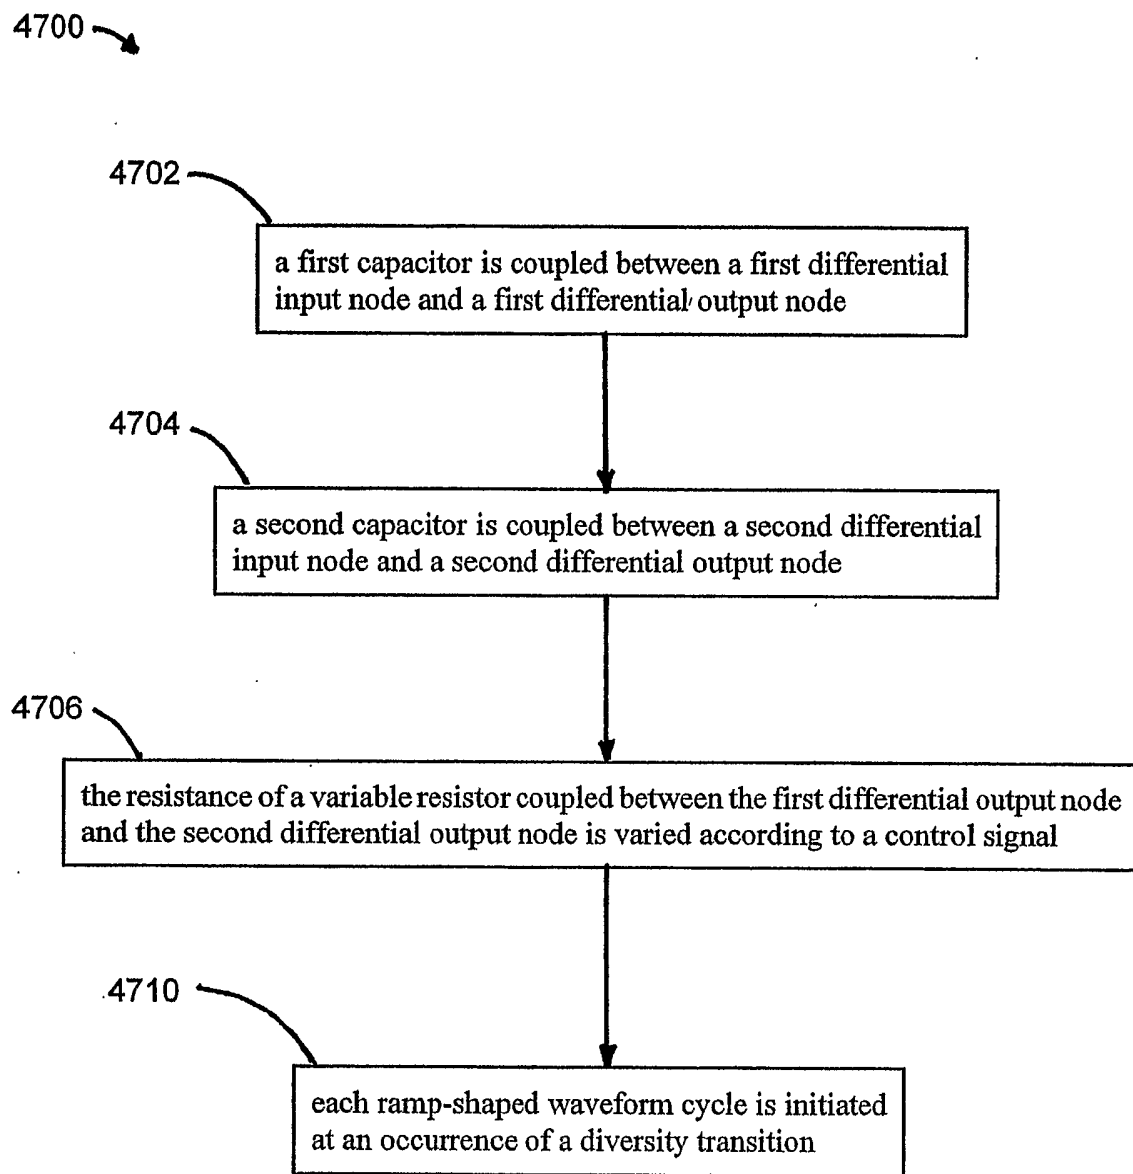 4700
4702
a first capacitor is coupled between a first differential
input node and a first differential output node
4704
a second capacitor is coupled between a second differential
input node and a second differential output node
4706
the resistance of a variable resistor coupled between the first differential output node
and the second differential output node is varied according to a control signal
4710
each ramp-shaped waveform cycle is initiated
at an occurrence of a diversity transition